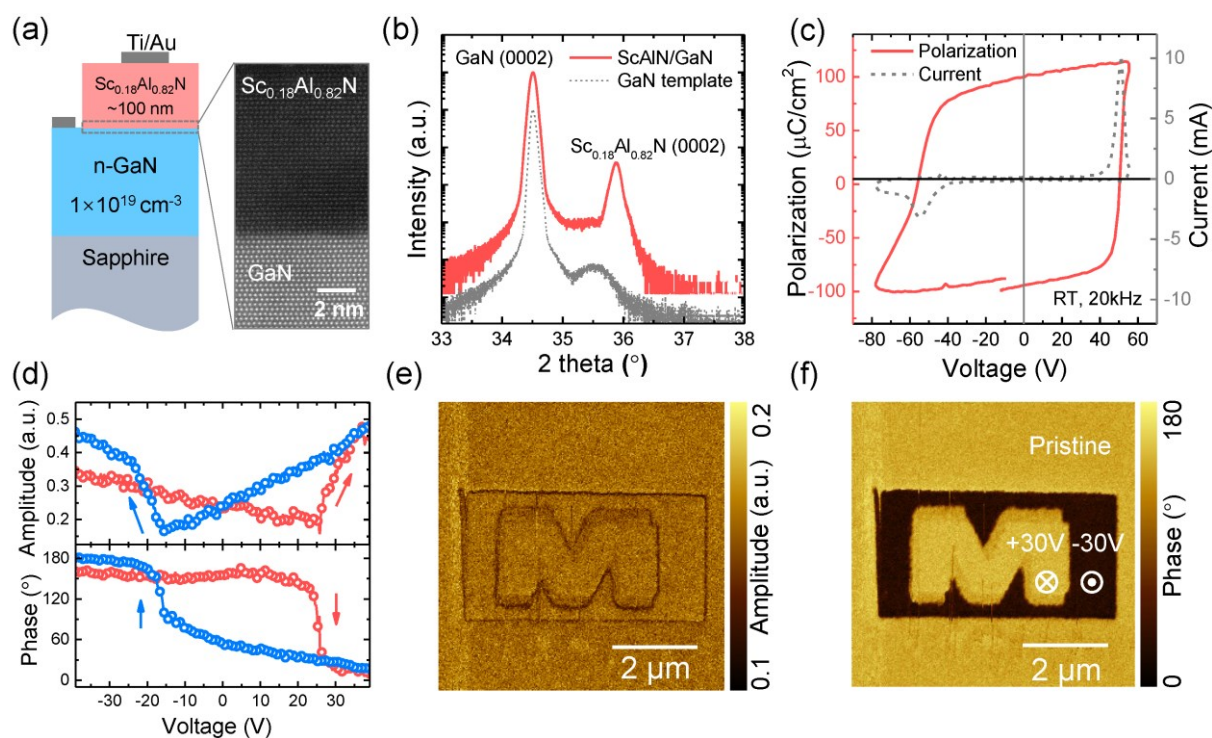 (a)
Ti/Au
Sc0.18Al0.82N
~100 nm
n-GaN
1×10^19 cm^-3
Sapphire
Sc0.18Al0.82N
GaN
2 nm
(b)
GaN (0002)
ScAlN/GaN
GaN template
Sc0.18Al0.82N (0002)
Intensity (a.u.)
33 34 35 36 37 38
2 theta (°)
(c)
Polarization
Current
Polarization (μC/cm²)
100
50
0
-50
-100
10
5
0
-5
-10
Current (mA)
RT, 20kHz
-80 -60 -40 -20 0 20 40 60
Voltage (V)
(d)
Amplitude (a.u.)
0.5
0.4
0.3
0.2
Phase (°)
180
120
60
0
-30 -20 -10 0 10 20 30
Voltage (V)
(e)
2 μm
0.1 Amplitude (a.u.) 0.2
(f)
Pristine
+30V -30V
2 μm
0 Phase (°) 180